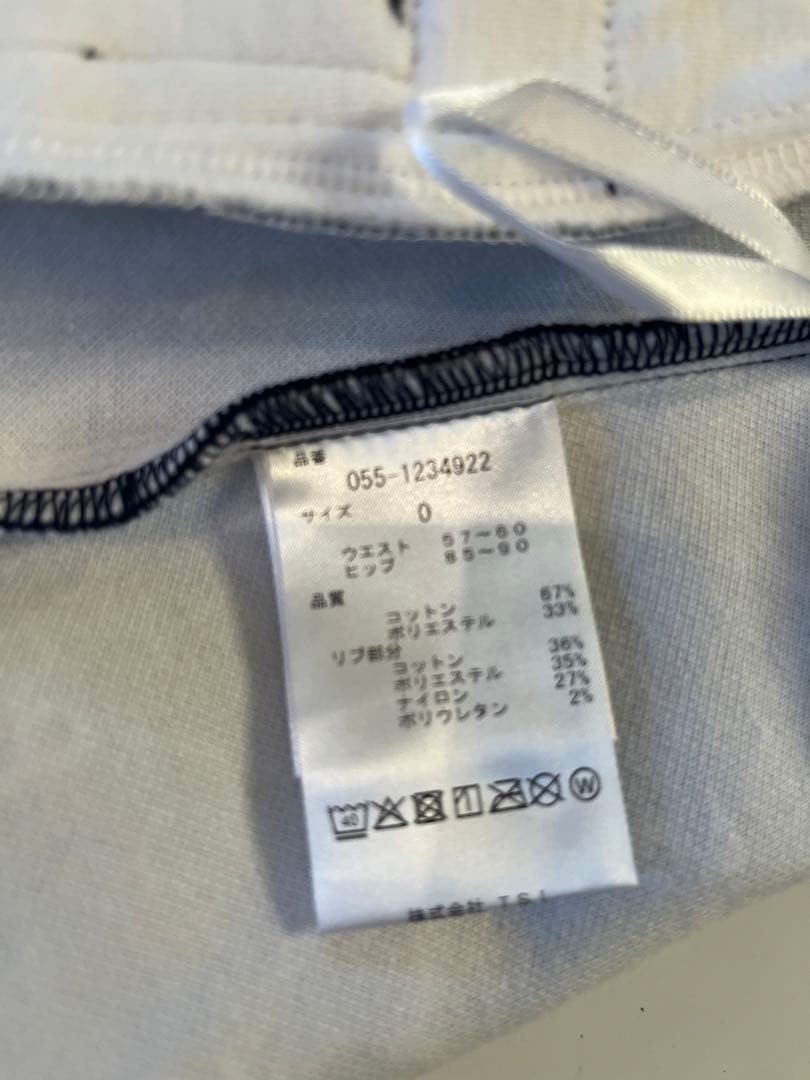 品番
055-1234922
サイズ 0
ウエスト 57~60
ヒップ 85~90
品質
コットン 67%
ポリエステル 33%
リブ部分
コットン 36%
ポリエステル 35%
ナイロン 27%
ポリウレタン 2%
40
W
株式会社 TSI